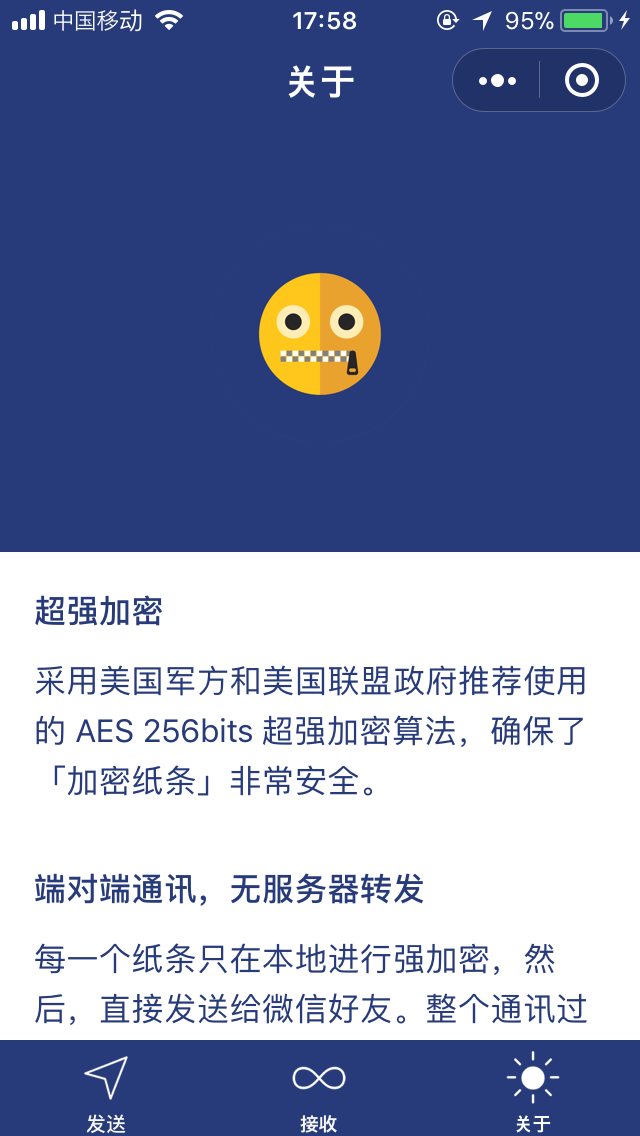 中国移动 17:58 95%
关于
超强加密
采用美国军方和美国联盟政府推荐使用
的 AES 256bits 超强加密算法，确保了
「加密纸条」非常安全。
端对端通讯，无服务器转发
每一个纸条只在本地进行强加密，然
后，直接发送给微信好友。整个通讯过
发送 接收 关于